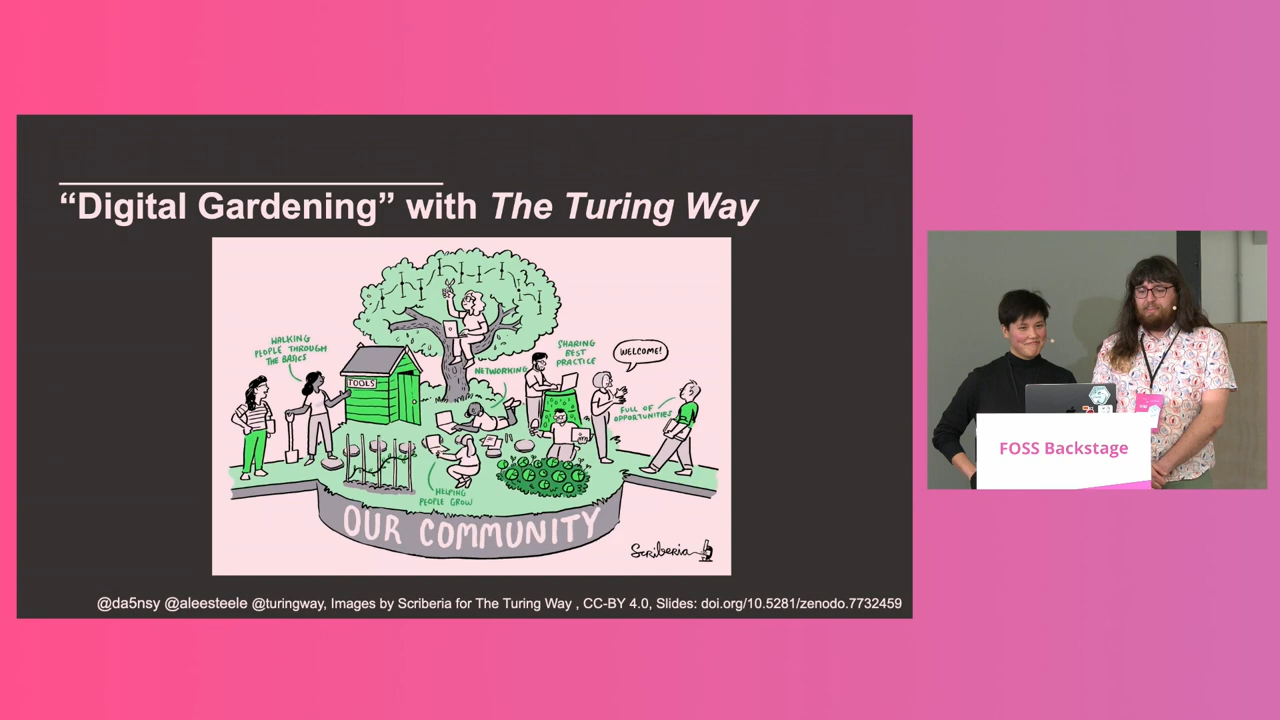 “Digital Gardening” with The Turing Way
WALKING
PEOPLE THROUGH
THE BASICS
TOOLS
NETWORKING
SHARING
BEST
PRACTICE
WELCOME!
FULL OF
OPPORTUNITIES
HELPING
PEOPLE GROW
OUR COMMUNITY
Scriberia
@da5nsy @aleesteele @turingway, Images by Scriberia for The Turing Way , CC-BY 4.0, Slides: doi.org/10.5281/zenodo.7732459
FOSS Backstage